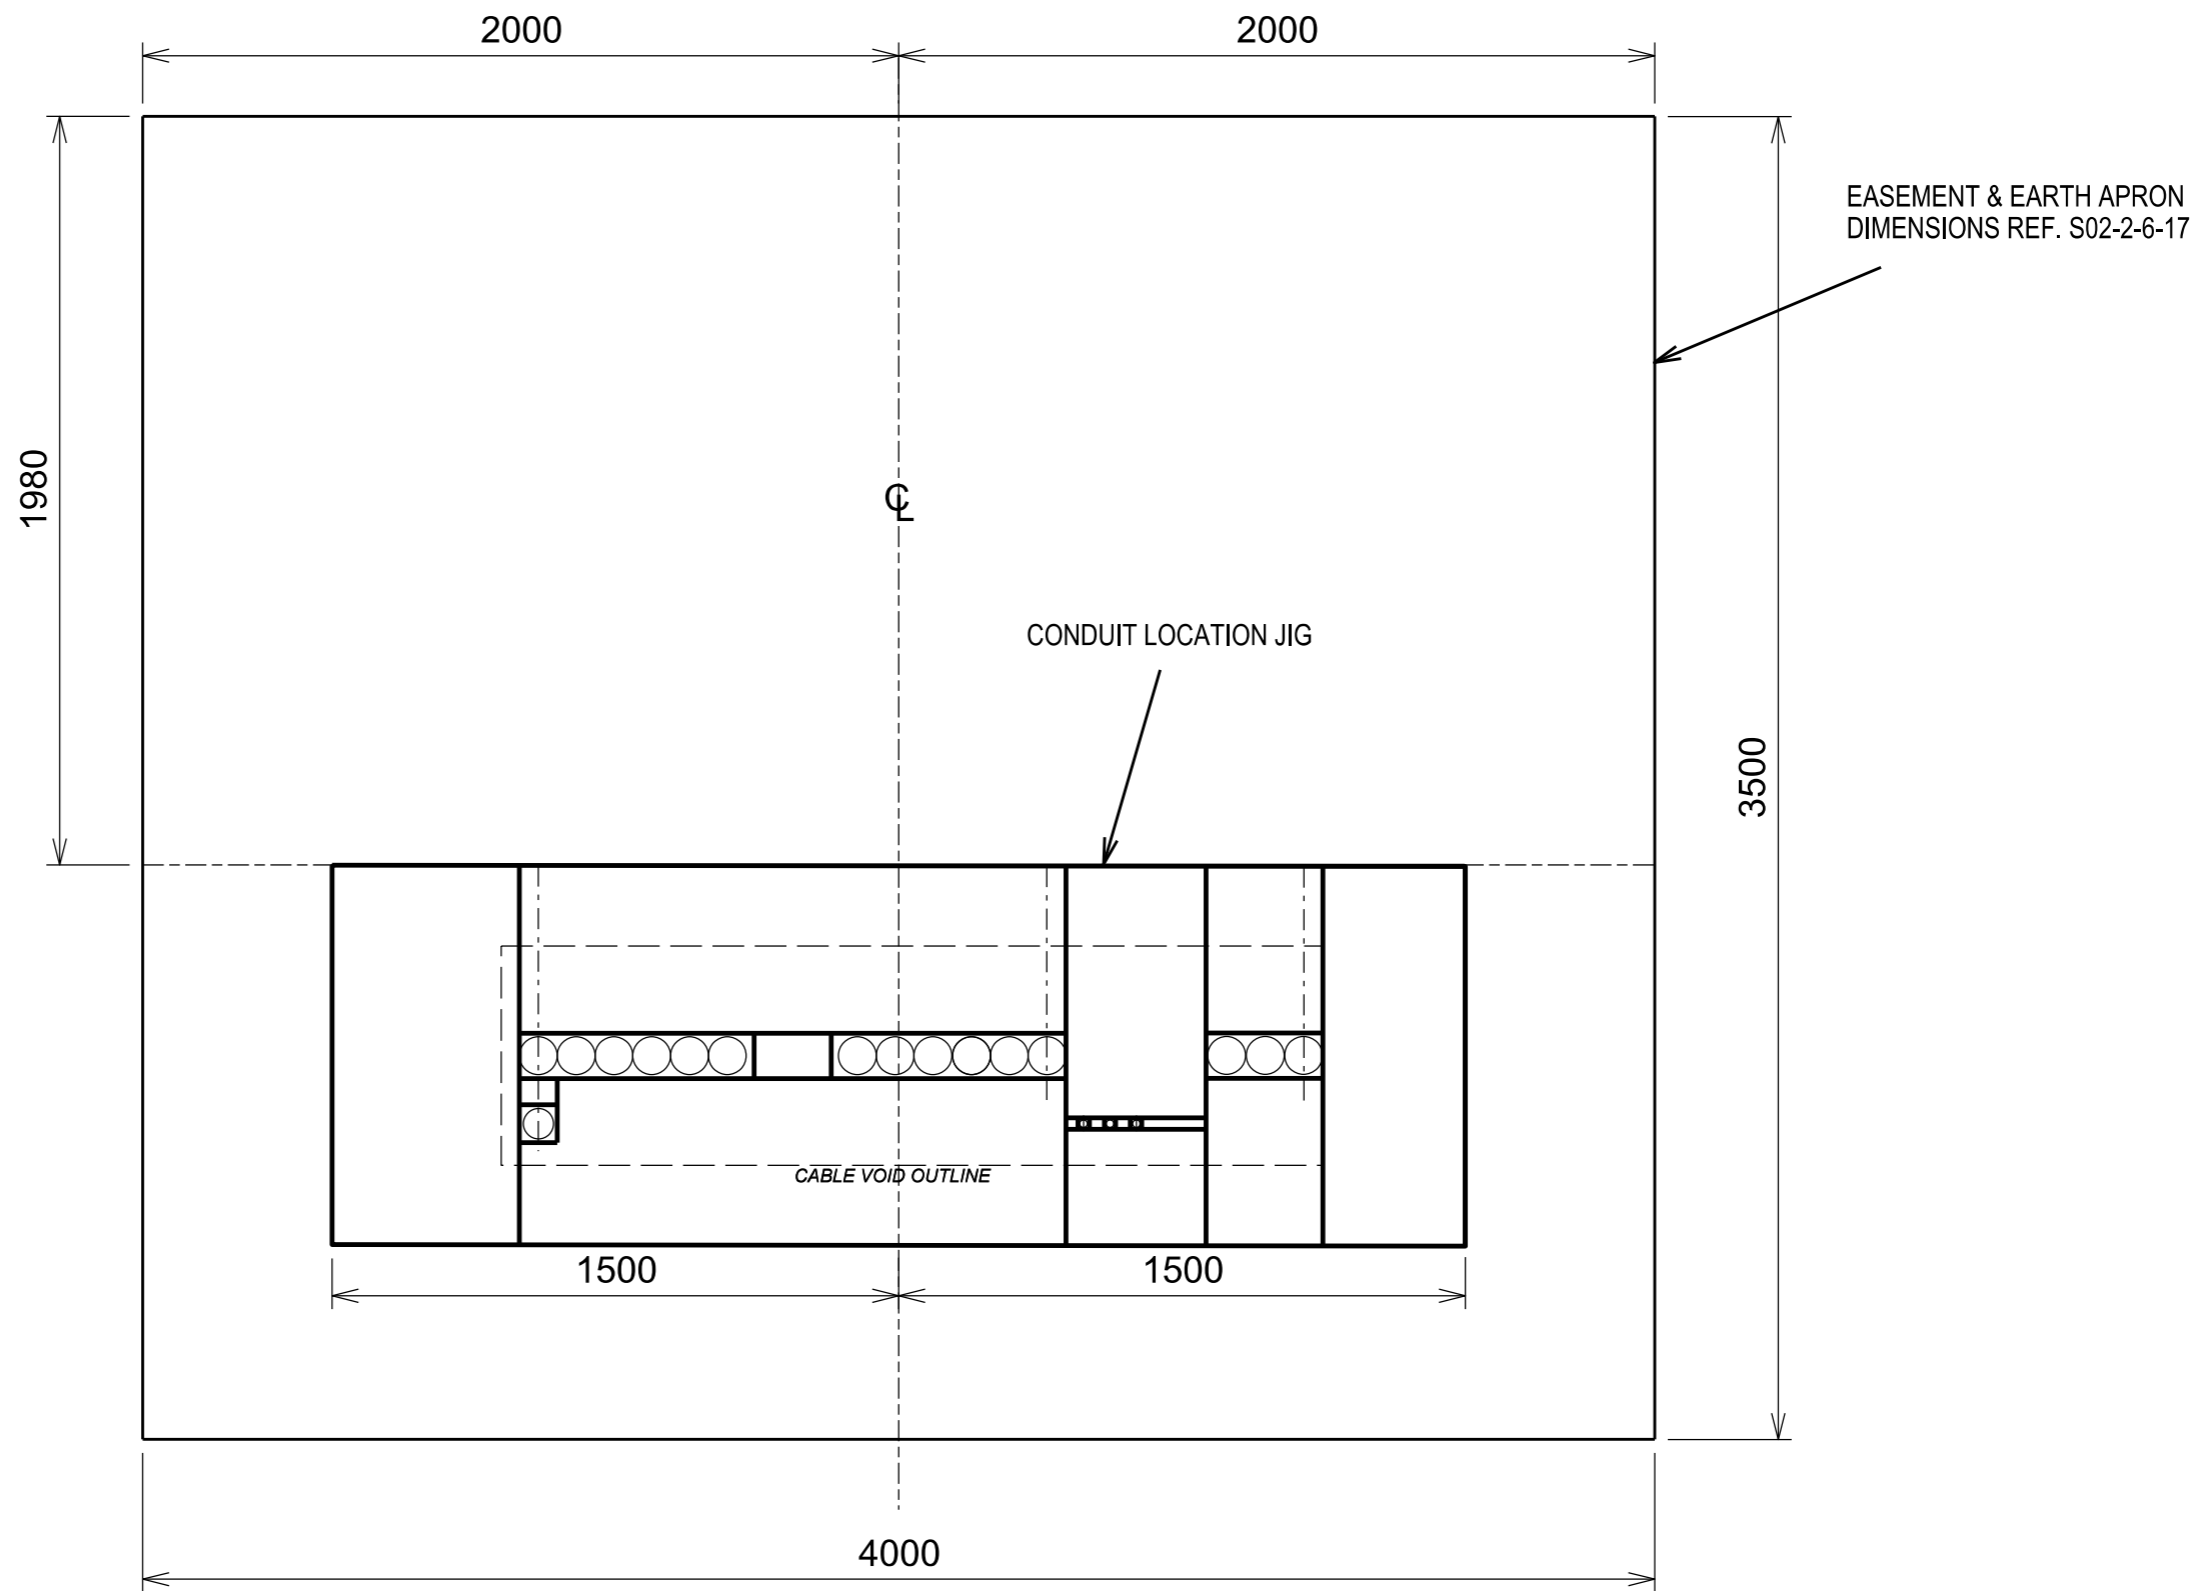 2000 2000
EASEMENT & EARTH APRON
DIMENSIONS REF. S02-2-6-17
1980
℄
CONDUIT LOCATION JIG
3500
CABLE VOID OUTLINE
1500 1500
4000